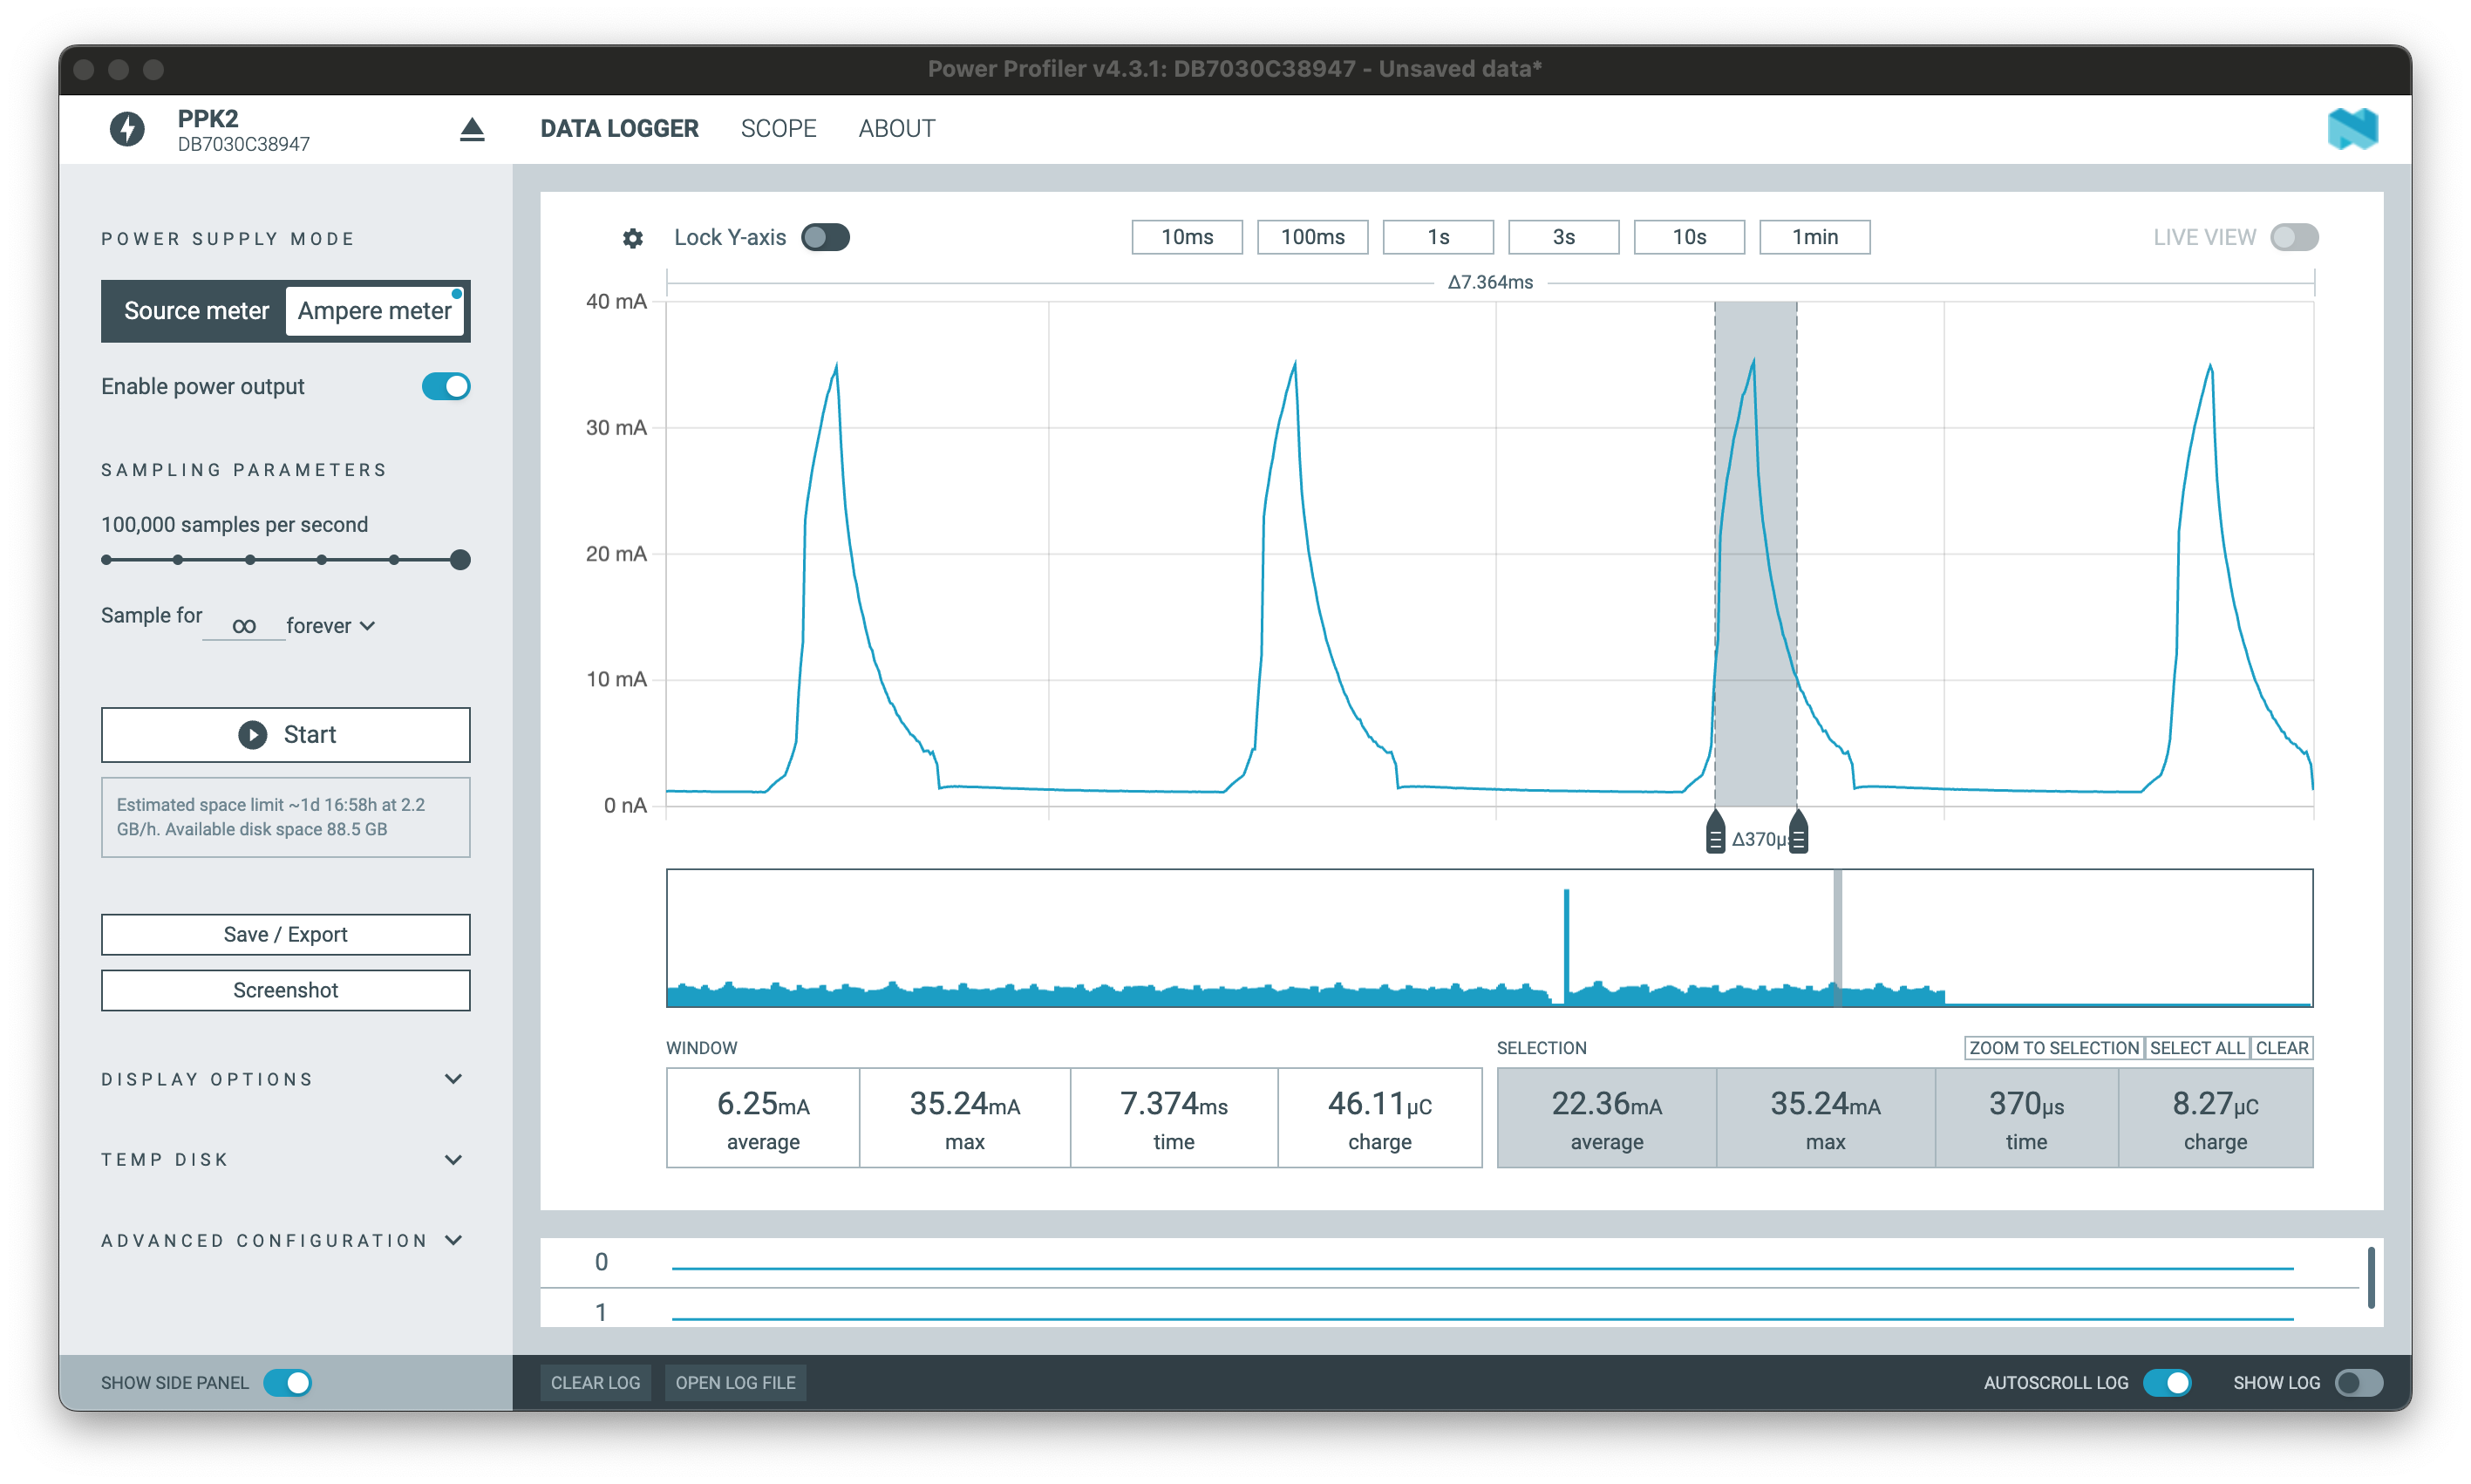 Power Profiler v4.3.1: DB7030C38947 - Unsaved data*
PPK2
DB7030C38947
DATA LOGGER
SCOPE
ABOUT
POWER SUPPLY MODE
Source meter
Ampere meter
Enable power output
SAMPLING PARAMETERS
100,000 samples per second
Sample for ∞ forever
Start
Estimated space limit ~1d 16:58h at 2.2
GB/h. Available disk space 88.5 GB
Save / Export
Screenshot
DISPLAY OPTIONS
TEMP DISK
ADVANCED CONFIGURATION
SHOW SIDE PANEL
Lock Y-axis
10ms
100ms
1s
3s
10s
1min
LIVE VIEW
Δ7.364ms
40 mA
30 mA
20 mA
10 mA
0 nA
Δ370µs
WINDOW
6.25mA
average
35.24mA
max
7.374ms
time
46.11µC
charge
SELECTION
ZOOM TO SELECTION
SELECT ALL
CLEAR
22.36mA
average
35.24mA
max
370µs
time
8.27µC
charge
0
1
CLEAR LOG
OPEN LOG FILE
AUTOSCROLL LOG
SHOW LOG